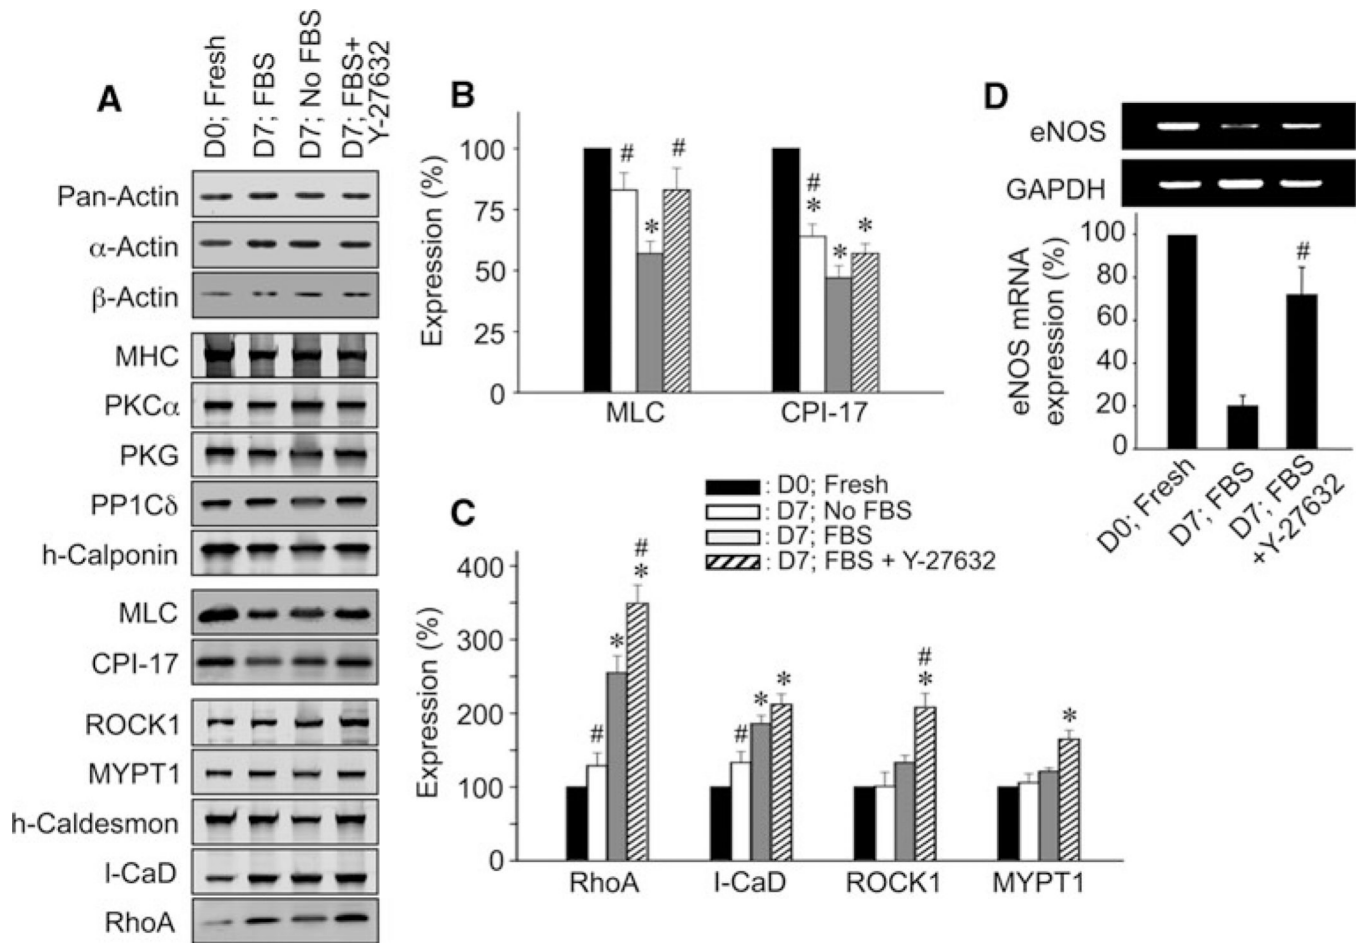 A
D0; Fresh
D7; FBS
D7; No FBS
D7; FBS+
Y-27632
Pan-Actin
α-Actin
β-Actin
MHC
PKCα
PKG
PP1Cδ
h-Calponin
MLC
CPI-17
ROCK1
MYPT1
h-Caldesmon
l-CaD
RhoA
B
Expression (%)
100
75
50
25
0
# * #
# * * *
MLC CPI-17
: D0; Fresh
: D7; No FBS
: D7; FBS
: D7; FBS + Y-27632
C
Expression (%)
400
300
200
100
0
# * # *
# * *
# *
*
RhoA l-CaD ROCK1 MYPT1
D
eNOS
GAPDH
eNOS mRNA
expression (%)
100
80
60
40
20
0
#
D0; Fresh
D7; FBS
D7; FBS
+Y-27632